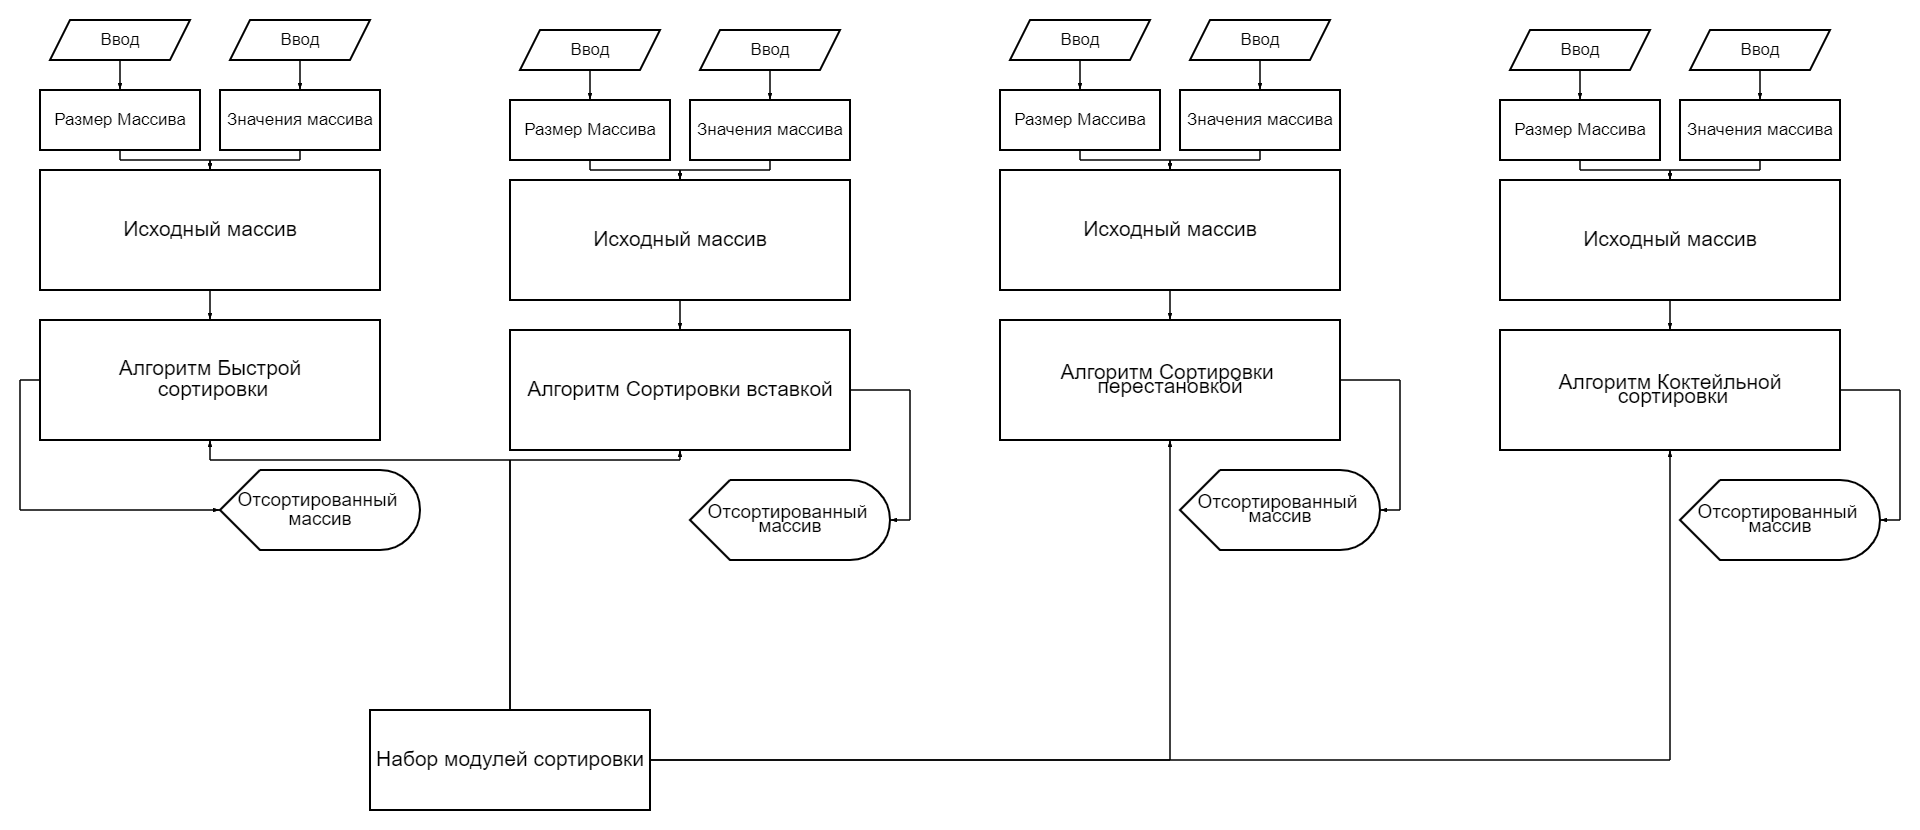 Ввод
Ввод
Размер Массива
Значения массива
Исходный массив
Алгоритм Быстрой
сортировки
Отсортированный
массив
Ввод
Ввод
Размер Массива
Значения массива
Исходный массив
Алгоритм Сортировки вставкой
Отсортированный
массив
Ввод
Ввод
Размер Массива
Значения массива
Исходный массив
Алгоритм Сортировки
перестановкой
Отсортированный
массив
Ввод
Ввод
Размер Массива
Значения массива
Исходный массив
Алгоритм Коктейльной
сортировки
Отсортированный
массив
Набор модулей сортировки